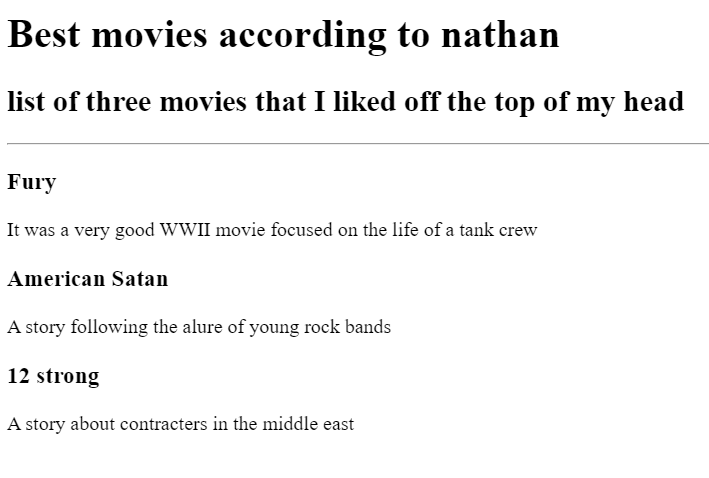 Best movies according to nathan
list of three movies that I liked off the top of my head
Fury
It was a very good WWII movie focused on the life of a tank crew
American Satan
A story following the alure of young rock bands
12 strong
A story about contracters in the middle east